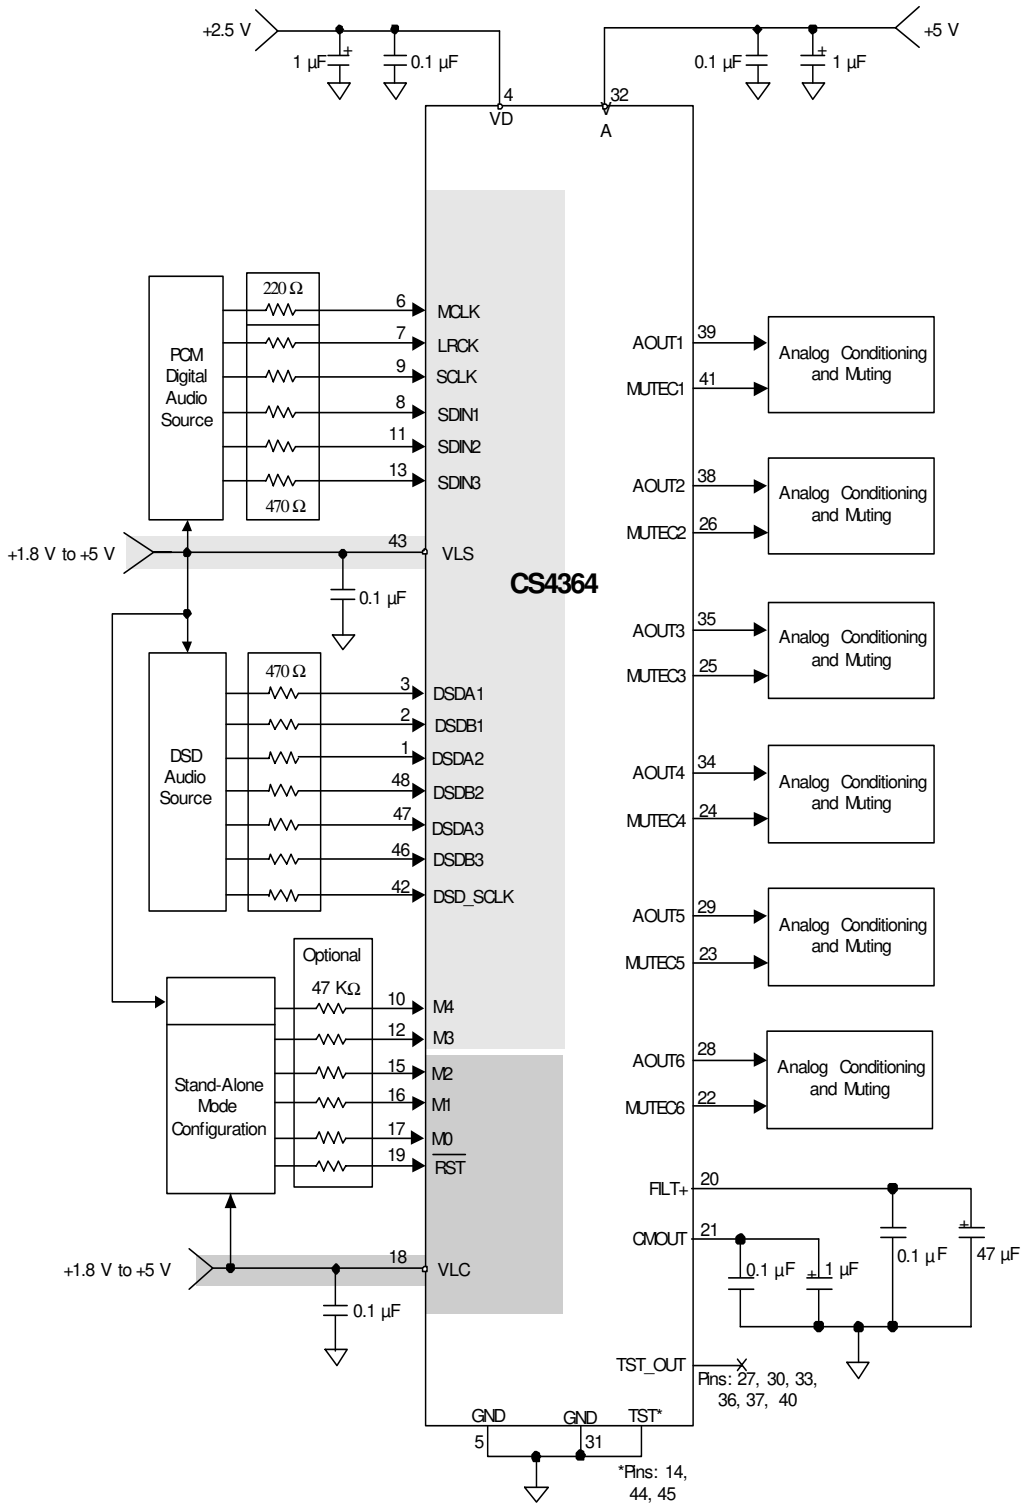 +2.5 V
1 µF
+
0.1 µF
0.1 µF
+
1 µF
+5 V
4
VD
32
V
A
220 Ω
6
MCLK
7
LRCK
9
SCLK
8
SDIN1
11
SDIN2
13
SDIN3
470 Ω
PCM
Digital
Audio
Source
+1.8 V to +5 V
43
VLS
0.1 µF
CS4364
470 Ω
3
DSDA1
2
DSDB1
1
DSDA2
48
DSDB2
47
DSDA3
46
DSDB3
42
DSD_SCLK
DSD
Audio
Source
Optional
47 KΩ
10
M4
12
M3
15
M2
16
M1
17
M0
19
RST
Stand-Alone
Mode
Configuration
+1.8 V to +5 V
18
VLC
0.1 µF
AOUT1
39
MUTEC1
41
Analog Conditioning
and Muting
AOUT2
38
MUTEC2
26
Analog Conditioning
and Muting
AOUT3
35
MUTEC3
25
Analog Conditioning
and Muting
AOUT4
34
MUTEC4
24
Analog Conditioning
and Muting
AOUT5
29
MUTEC5
23
Analog Conditioning
and Muting
AOUT6
28
MUTEC6
22
Analog Conditioning
and Muting
FILT+
20
CMOUT
21
0.1 µF
+
1 µF
0.1 µF
+
47 µF
TST_OUT
Pins: 27, 30, 33,
36, 37, 40
GND
5
GND
31
TST*
*Pins: 14,
44, 45